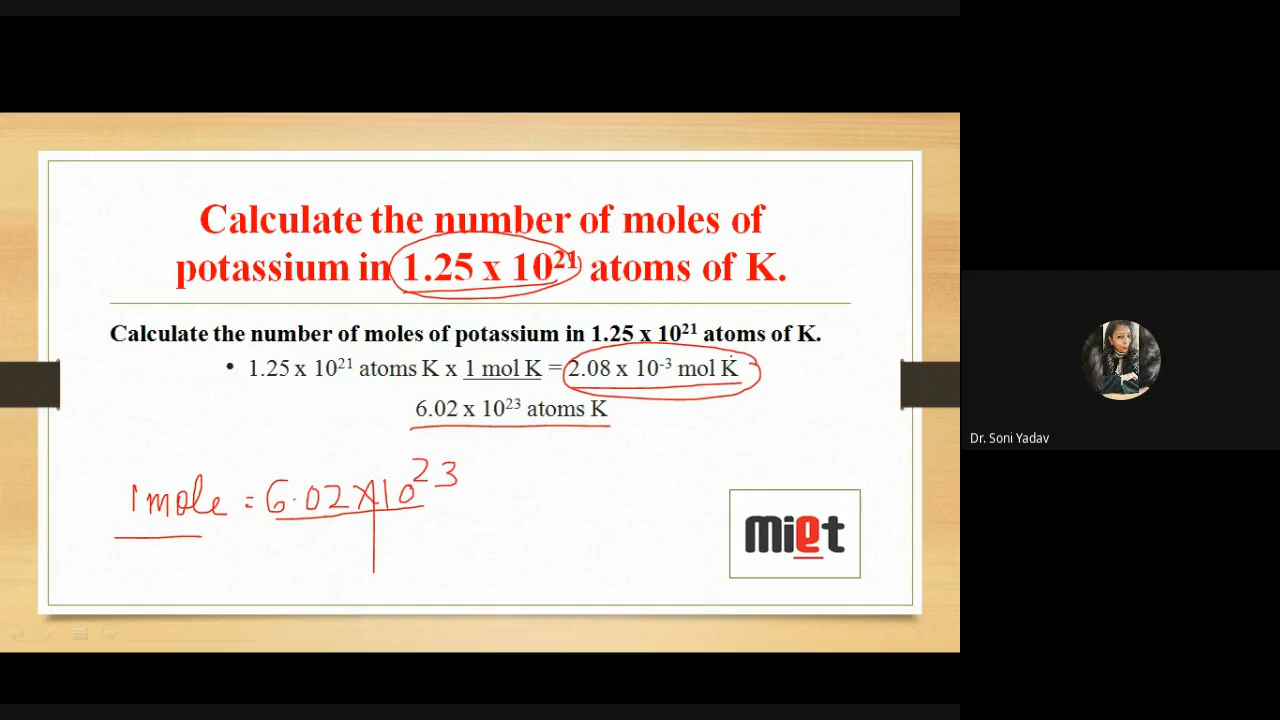 Calculate the number of moles of
potassium in 1.25 x 10²¹ atoms of K.
Calculate the number of moles of potassium in 1.25 x 10²¹ atoms of K.
• 1.25 x 10²¹ atoms K x 1 mol K = 2.08 x 10⁻³ mol K
6.02 x 10²³ atoms K
1 mole = 6.02 X 10²³
miet
Dr. Soni Yadav